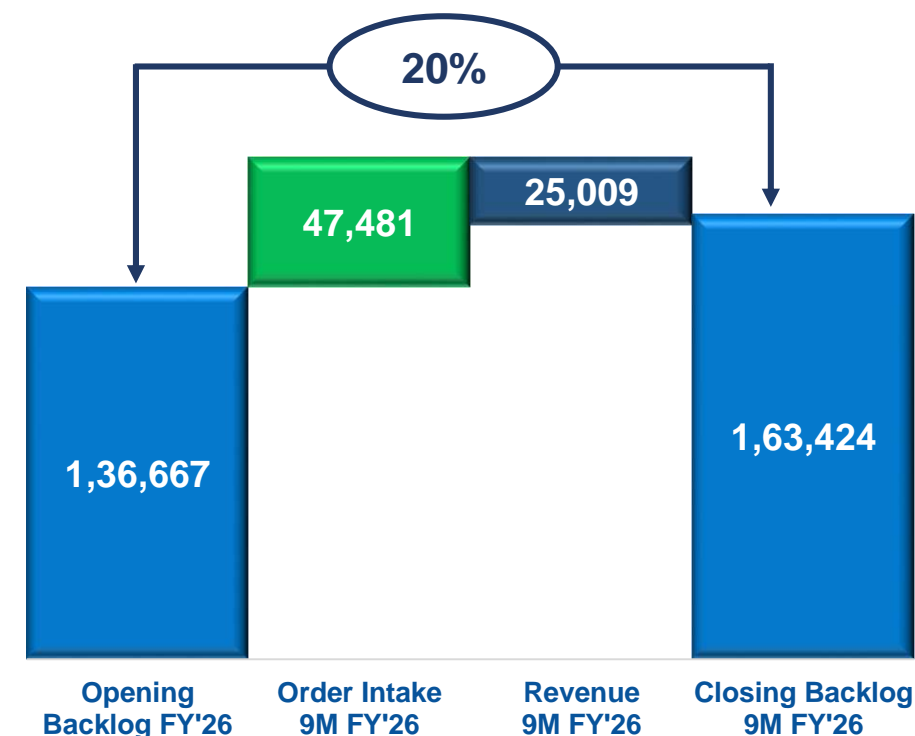 20%
47,481
25,009
1,36,667
1,63,424
Opening
Backlog FY'26
Order Intake
9M FY'26
Revenue
9M FY'26
Closing Backlog
9M FY'26